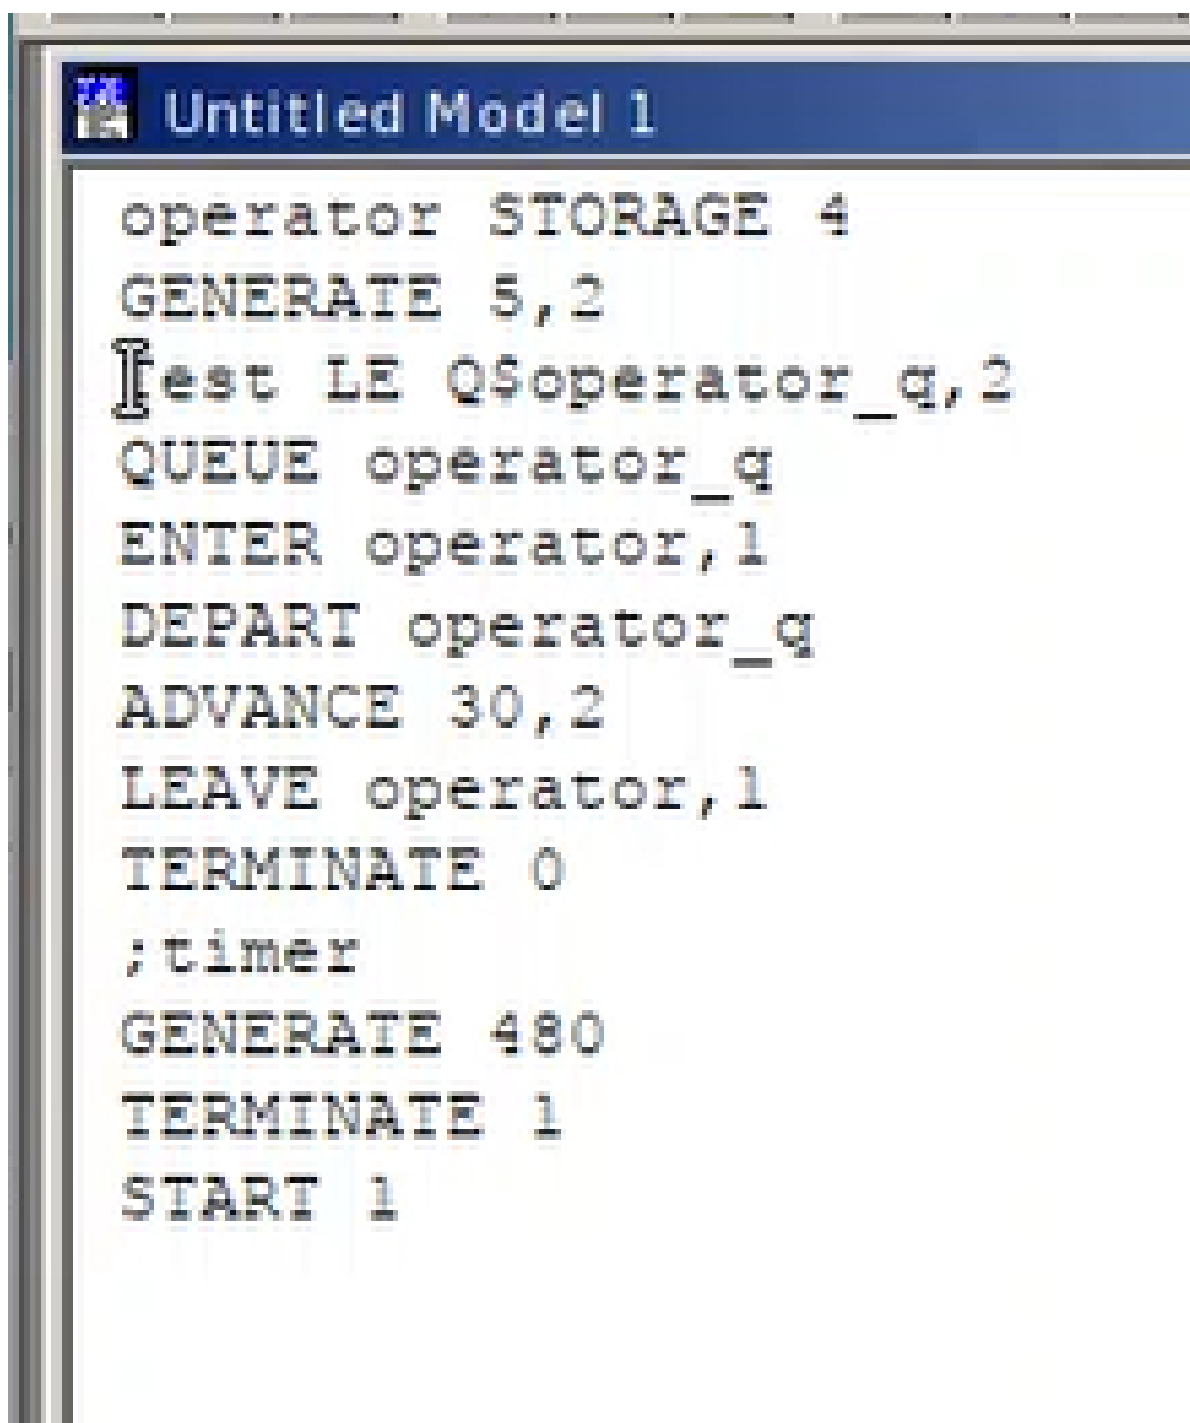 Untitled Model 1
operator STORAGE 4
GENERATE 5,2
Test LE Q$operator_q,2
QUEUE operator_q
ENTER operator,1
DEPART operator_q
ADVANCE 30,2
LEAVE operator,1
TERMINATE 0
;timer
GENERATE 480
TERMINATE 1
START 1